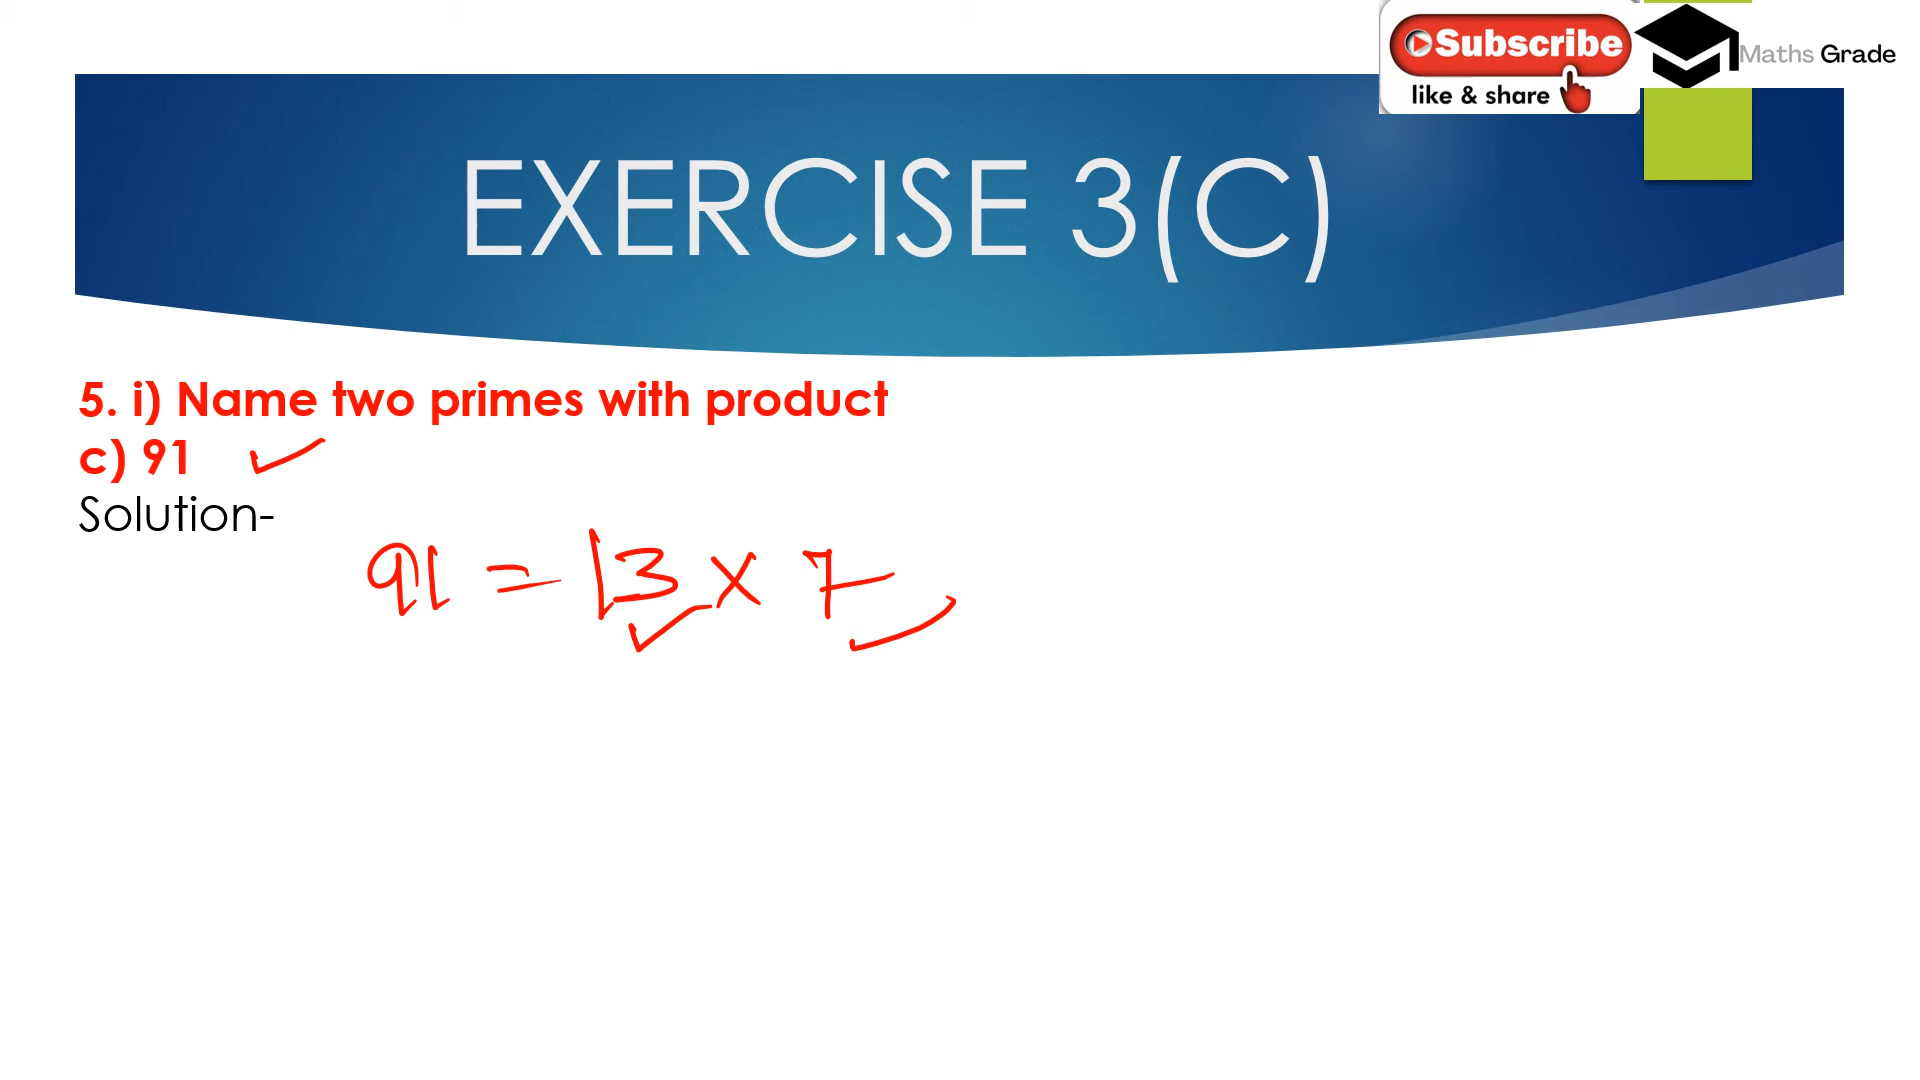 Subscribe
like & share
Maths Grade
EXERCISE 3(C)
5. i) Name two primes with product
c) 91
Solution-
91 = 13 × 7